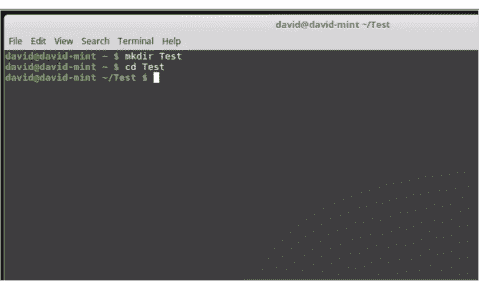 david@david-mint ~/Test
File Edit View Search Terminal Help
david@david-mint ~ $ mkdir Test
david@david-mint ~ $ cd Test
david@david-mint ~/Test $